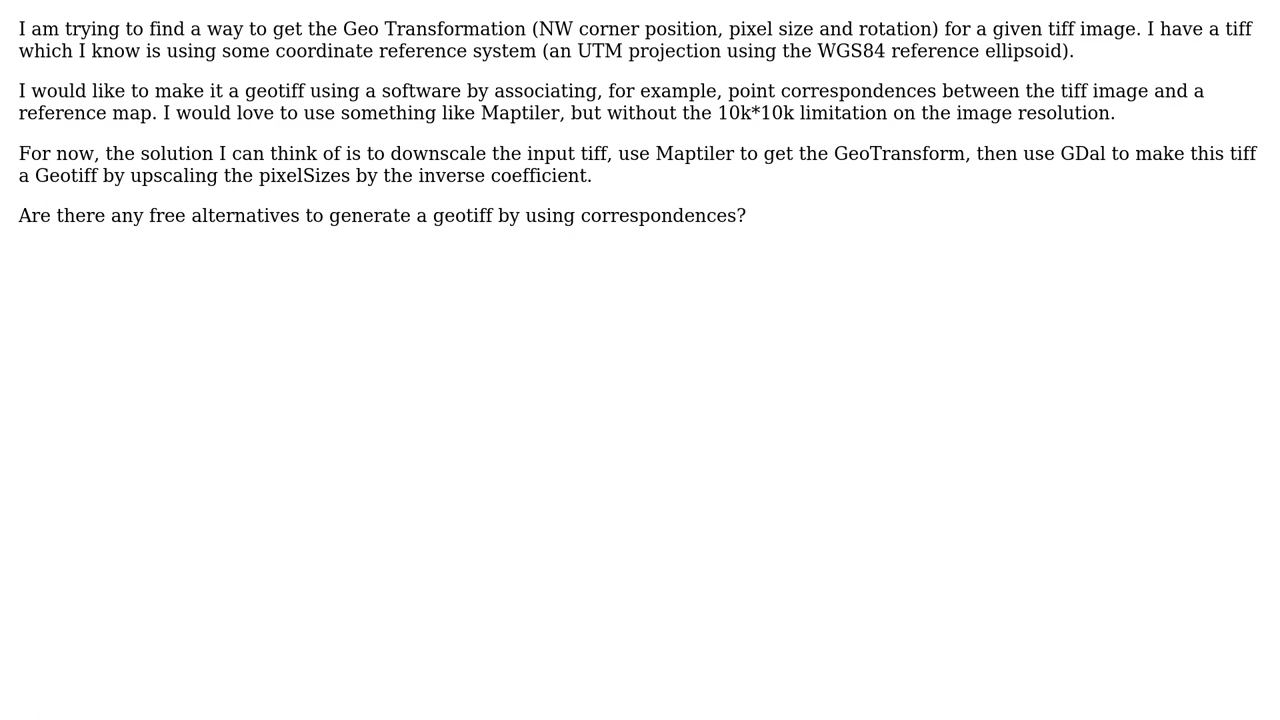 I am trying to find a way to get the Geo Transformation (NW corner position, pixel size and rotation) for a given tiff image. I have a tiff
which I know is using some coordinate reference system (an UTM projection using the WGS84 reference ellipsoid).
I would like to make it a geotiff using a software by associating, for example, point correspondences between the tiff image and a
reference map. I would love to use something like Maptiler, but without the 10k*10k limitation on the image resolution.
For now, the solution I can think of is to downscale the input tiff, use Maptiler to get the GeoTransform, then use GDal to make this tiff
a Geotiff by upscaling the pixelSizes by the inverse coefficient.
Are there any free alternatives to generate a geotiff by using correspondences?